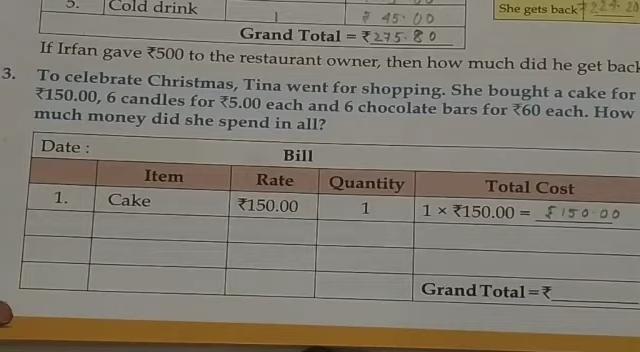 5. Cold drink
1 ₹ 45.00
She gets back
Grand Total = ₹275.80
If Irfan gave ₹500 to the restaurant owner, then how much did he get back
3. To celebrate Christmas, Tina went for shopping. She bought a cake for
₹150.00, 6 candles for ₹5.00 each and 6 chocolate bars for ₹60 each. How
much money did she spend in all?
Date : Bill
Item Rate Quantity Total Cost
1. Cake ₹150.00 1 1 × ₹150.00 = ₹150.00
Grand Total = ₹